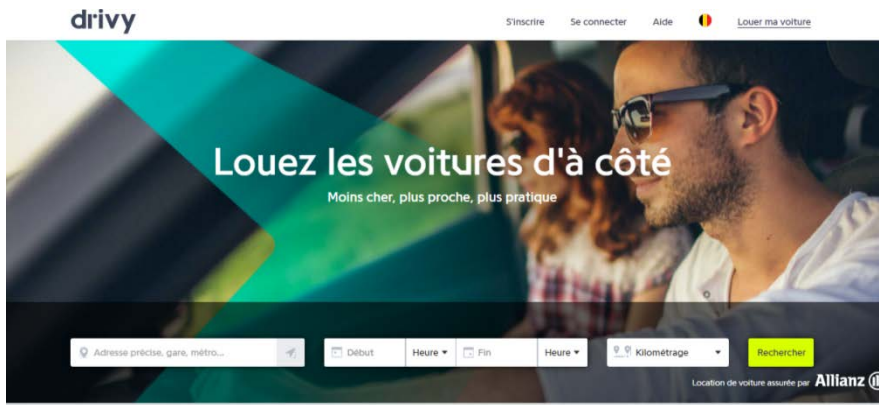 drivy
S'inscrire Se connecter Aide Louer ma voiture
Louez les voitures d'à côté
Moins cher, plus proche, plus pratique
Adresse précise, gare, métro...
Début Heure Fin Heure Kilométrage Rechercher
Location de voiture assurée par Allianz